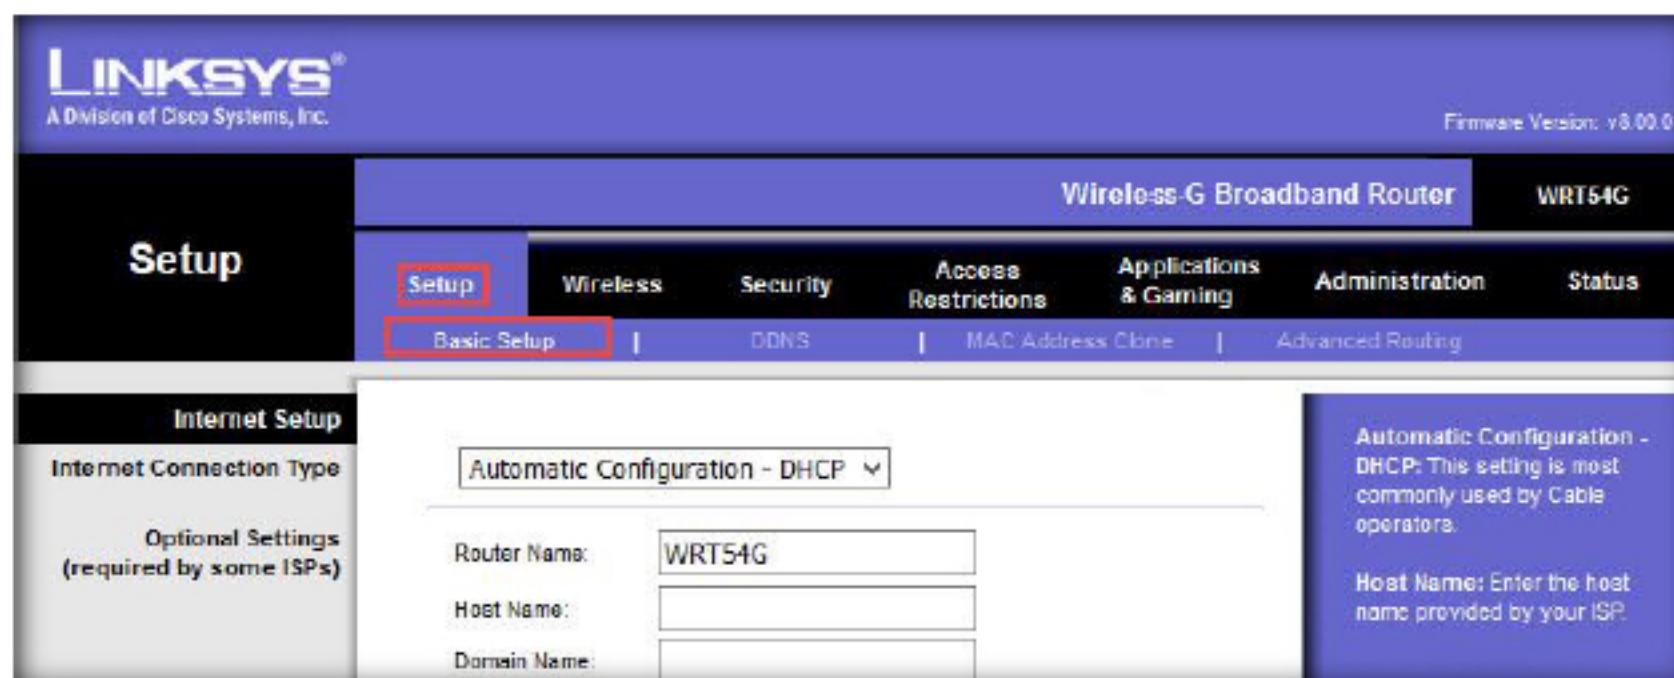 LINKSYS®
A Division of Cisco Systems, Inc.
Firmware Version: v8.00.0
Wireless-G Broadband Router
WRT54G
Setup
Setup
Wireless
Security
Access
Restrictions
Applications
& Gaming
Administration
Status
Basic Setup | DDNS | MAC Address Clone | Advanced Routing
Internet Setup
Internet Connection Type
Automatic Configuration - DHCP
Optional Settings
(required by some ISPs)
Router Name: WRT54G
Host Name:
Domain Name:
Automatic Configuration -
DHCP: This setting is most
commonly used by Cable
operators.
Host Name: Enter the host
name provided by your ISP.